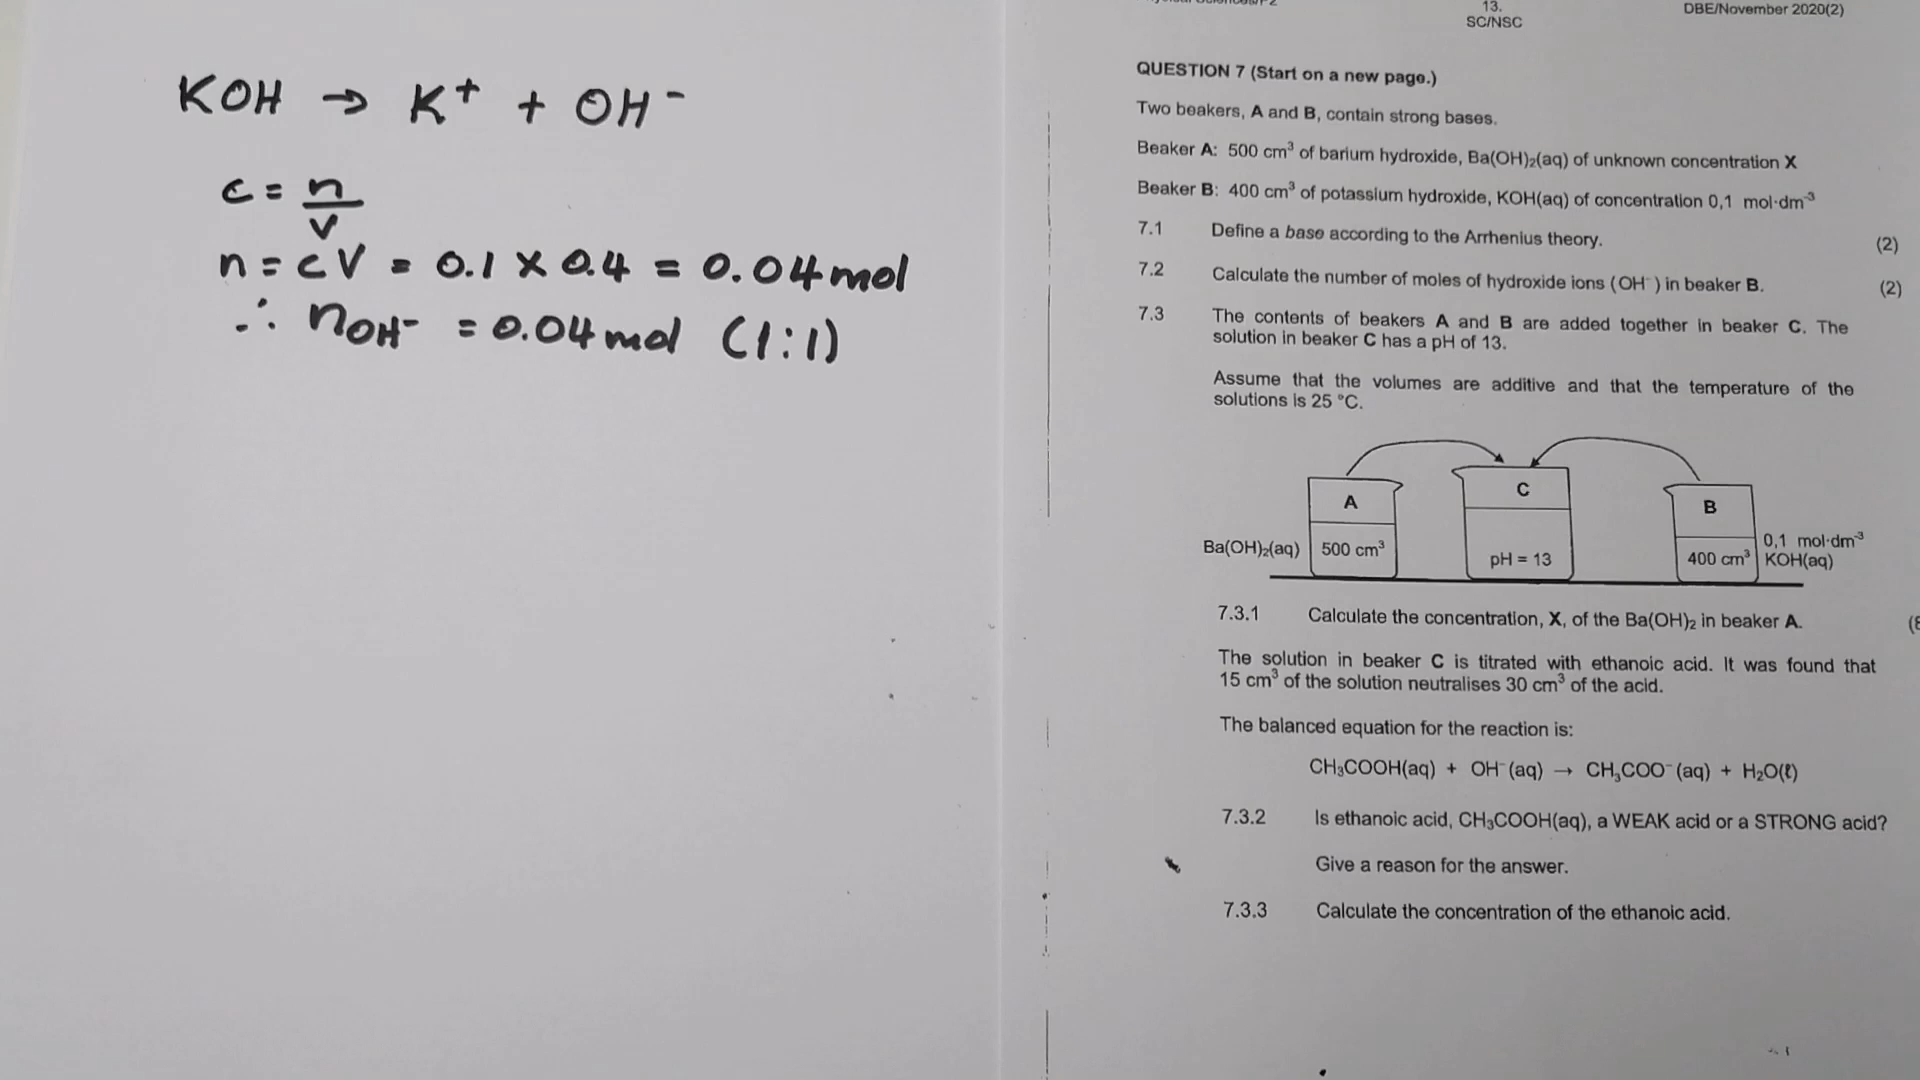 KOH → K⁺ + OH⁻
c = n/V
n = cV = 0.1 × 0.4 = 0.04 mol
∴ nOH⁻ = 0.04 mol (1:1)
13.
DBE/November 2020(2)
SC/NSC
QUESTION 7 (Start on a new page.)
Two beakers, A and B, contain strong bases.
Beaker A: 500 cm³ of barium hydroxide, Ba(OH)₂(aq) of unknown concentration X
Beaker B: 400 cm³ of potassium hydroxide, KOH(aq) of concentration 0,1 mol·dm⁻³
7.1 Define a base according to the Arrhenius theory. (2)
7.2 Calculate the number of moles of hydroxide ions (OH⁻) in beaker B. (2)
7.3 The contents of beakers A and B are added together in beaker C. The
solution in beaker C has a pH of 13.
Assume that the volumes are additive and that the temperature of the
solutions is 25 °C.
A
C
B
Ba(OH)₂(aq)
500 cm³
pH = 13
400 cm³
0,1 mol·dm⁻³
KOH(aq)
7.3.1 Calculate the concentration, X, of the Ba(OH)₂ in beaker A.
The solution in beaker C is titrated with ethanoic acid. It was found that
15 cm³ of the solution neutralises 30 cm³ of the acid.
The balanced equation for the reaction is:
CH₃COOH(aq) + OH⁻(aq) → CH₃COO⁻(aq) + H₂O(ℓ)
7.3.2 Is ethanoic acid, CH₃COOH(aq), a WEAK acid or a STRONG acid?
Give a reason for the answer.
7.3.3 Calculate the concentration of the ethanoic acid.